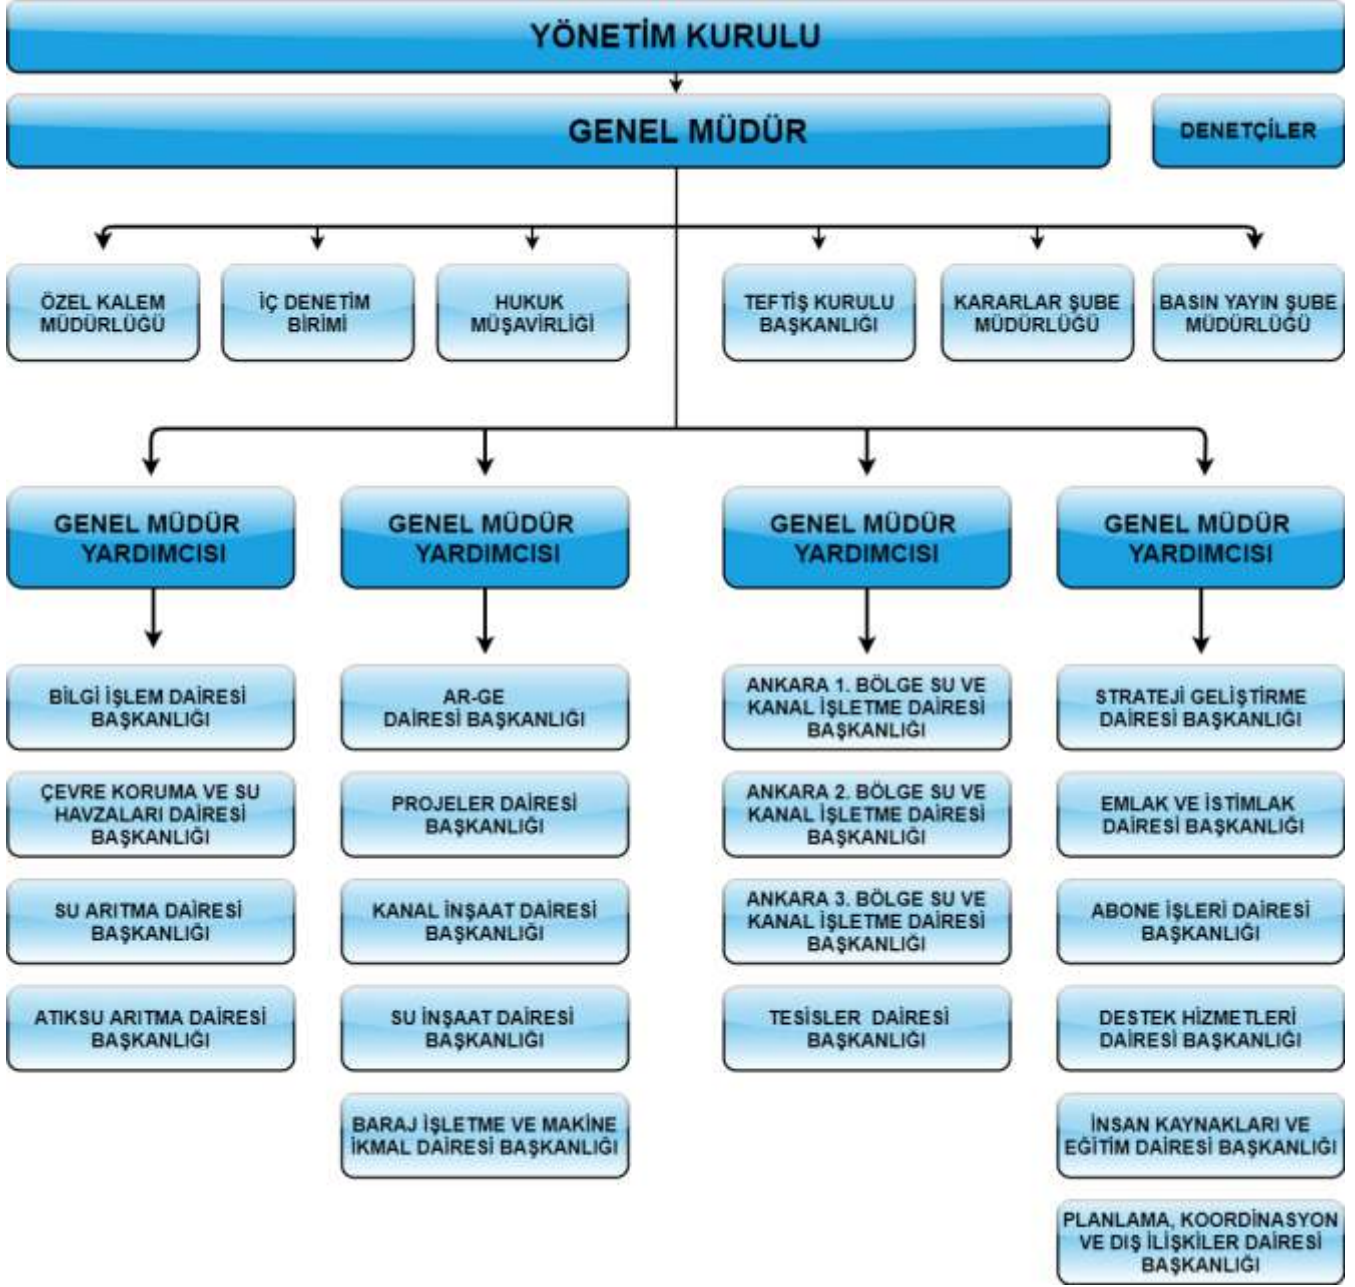 YÖNETİM KURULU
GENEL MÜDÜR
DENETÇİLER
ÖZEL KALEM
MÜDÜRLÜĞÜ
İÇ DENETİM
BİRİMİ
HUKUK
MÜŞAVİRLİĞİ
TEFTİŞ KURULU
BAŞKANLIĞI
KARARLAR ŞUBE
MÜDÜRLÜĞÜ
BASIN YAYIN ŞUBE
MÜDÜRLÜĞÜ
GENEL MÜDÜR
YARDIMCISI
GENEL MÜDÜR
YARDIMCISI
GENEL MÜDÜR
YARDIMCISI
GENEL MÜDÜR
YARDIMCISI
BİLGİ İŞLEM DAİRESİ
BAŞKANLIĞI
AR-GE
DAİRESİ BAŞKANLIĞI
ANKARA 1. BÖLGE SU VE
KANAL İŞLETME DAİRESİ
BAŞKANLIĞI
STRATEJİ GELİŞTİRME
DAİRESİ BAŞKANLIĞI
ÇEVRE KORUMA VE SU
HAVZALARI DAİRESİ
BAŞKANLIĞI
PROJELER DAİRESİ
BAŞKANLIĞI
ANKARA 2. BÖLGE SU VE
KANAL İŞLETME DAİRESİ
BAŞKANLIĞI
EMLAK VE İSTİMLAK
DAİRESİ BAŞKANLIĞI
SU ARITMA DAİRESİ
BAŞKANLIĞI
KANAL İNŞAAT DAİRESİ
BAŞKANLIĞI
ANKARA 3. BÖLGE SU VE
KANAL İŞLETME DAİRESİ
BAŞKANLIĞI
ABONE İŞLERİ DAİRESİ
BAŞKANLIĞI
ATIKSU ARITMA DAİRESİ
BAŞKANLIĞI
SU İNŞAAT DAİRESİ
BAŞKANLIĞI
TESİSLER DAİRESİ
BAŞKANLIĞI
DESTEK HİZMETLERİ
DAİRESİ BAŞKANLIĞI
BARAJ İŞLETME VE MAKİNE
İKMAL DAİRESİ BAŞKANLIĞI
İNSAN KAYNAKLARI VE
EĞİTİM DAİRESİ BAŞKANLIĞI
PLANLAMA, KOORDİNASYON
VE DIŞ İLİŞKİLER DAİRESİ
BAŞKANLIĞI